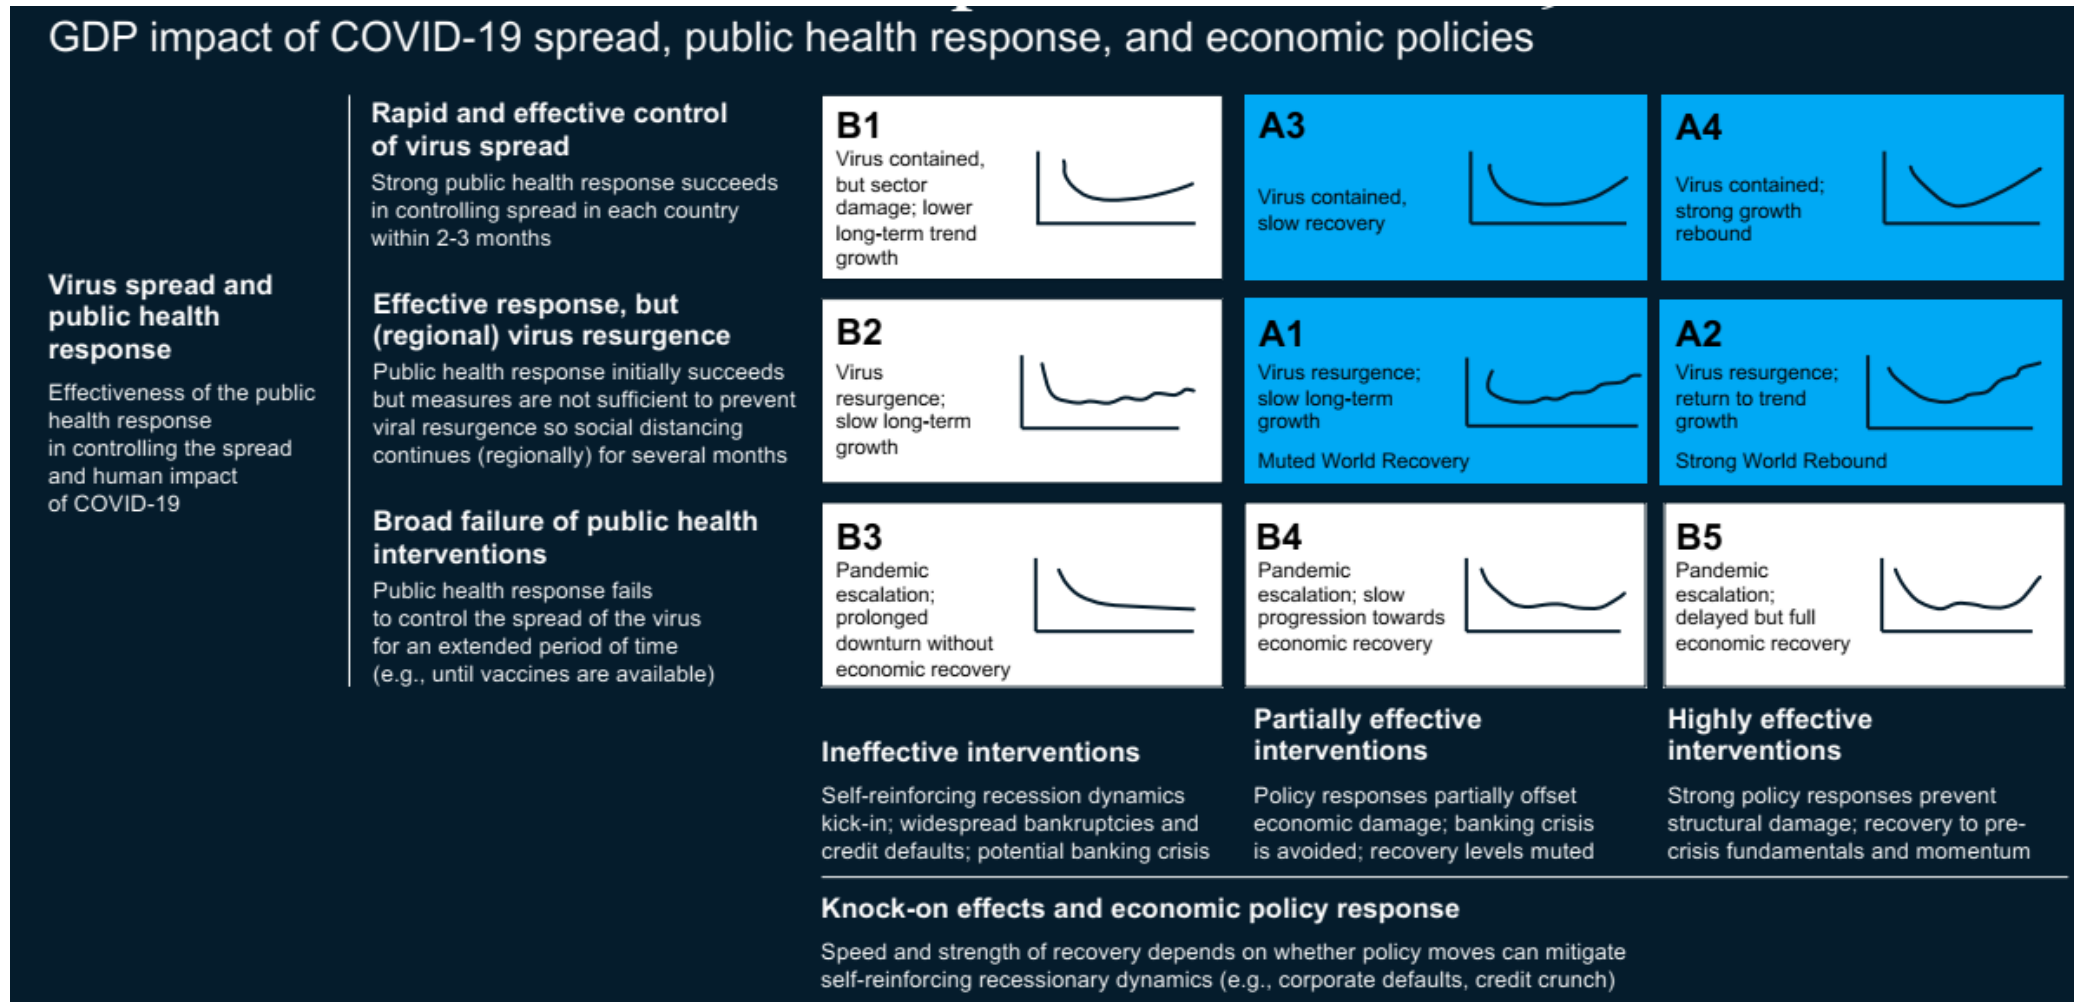 GDP impact of COVID-19 spread, public health response, and economic policies
Virus spread and
public health
response
Effectiveness of the public
health response
in controlling the spread
and human impact
of COVID-19
Rapid and effective control
of virus spread
Strong public health response succeeds
in controlling spread in each country
within 2-3 months
B1
Virus contained,
but sector
damage; lower
long-term trend
growth
A3
Virus contained,
slow recovery
A4
Virus contained;
strong growth
rebound
Effective response, but
(regional) virus resurgence
Public health response initially succeeds
but measures are not sufficient to prevent
viral resurgence so social distancing
continues (regionally) for several months
B2
Virus
resurgence;
slow long-term
growth
A1
Virus resurgence;
slow long-term
growth
Muted World Recovery
A2
Virus resurgence;
return to trend
growth
Strong World Rebound
Broad failure of public health
interventions
Public health response fails
to control the spread of the virus
for an extended period of time
(e.g., until vaccines are available)
B3
Pandemic
escalation;
prolonged
downturn without
economic recovery
B4
Pandemic
escalation; slow
progression towards
economic recovery
B5
Pandemic
escalation;
delayed but full
economic recovery
Ineffective interventions
Self-reinforcing recession dynamics
kick-in; widespread bankruptcies and
credit defaults; potential banking crisis
Partially effective
interventions
Policy responses partially offset
economic damage; banking crisis
is avoided; recovery levels muted
Highly effective
interventions
Strong policy responses prevent
structural damage; recovery to pre-
crisis fundamentals and momentum
Knock-on effects and economic policy response
Speed and strength of recovery depends on whether policy moves can mitigate
self-reinforcing recessionary dynamics (e.g., corporate defaults, credit crunch)